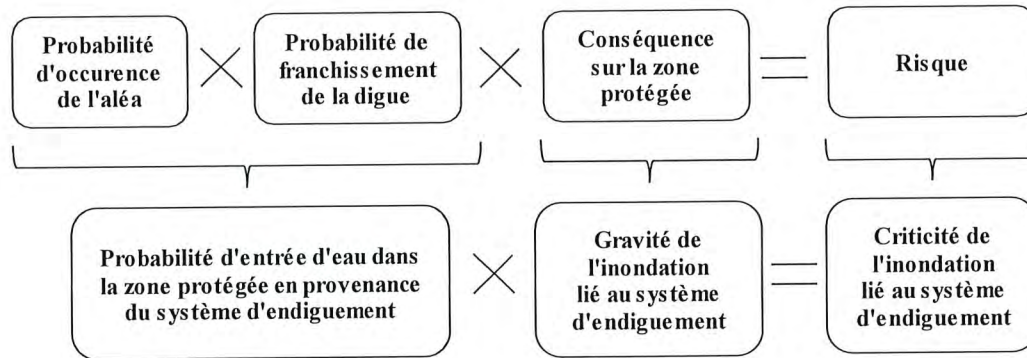 Probabilité
d'occurence
de l'aléa
Probabilité de
franchissement
de la digue
Conséquence
sur la zone
protégée
Risque
Probabilité d'entrée d'eau dans
la zone protégée en provenance
du système d'endiguement
Gravité de
l'inondation
lié au système
d'endiguement
Criticité de
l'inondation
lié au système
d'endiguement